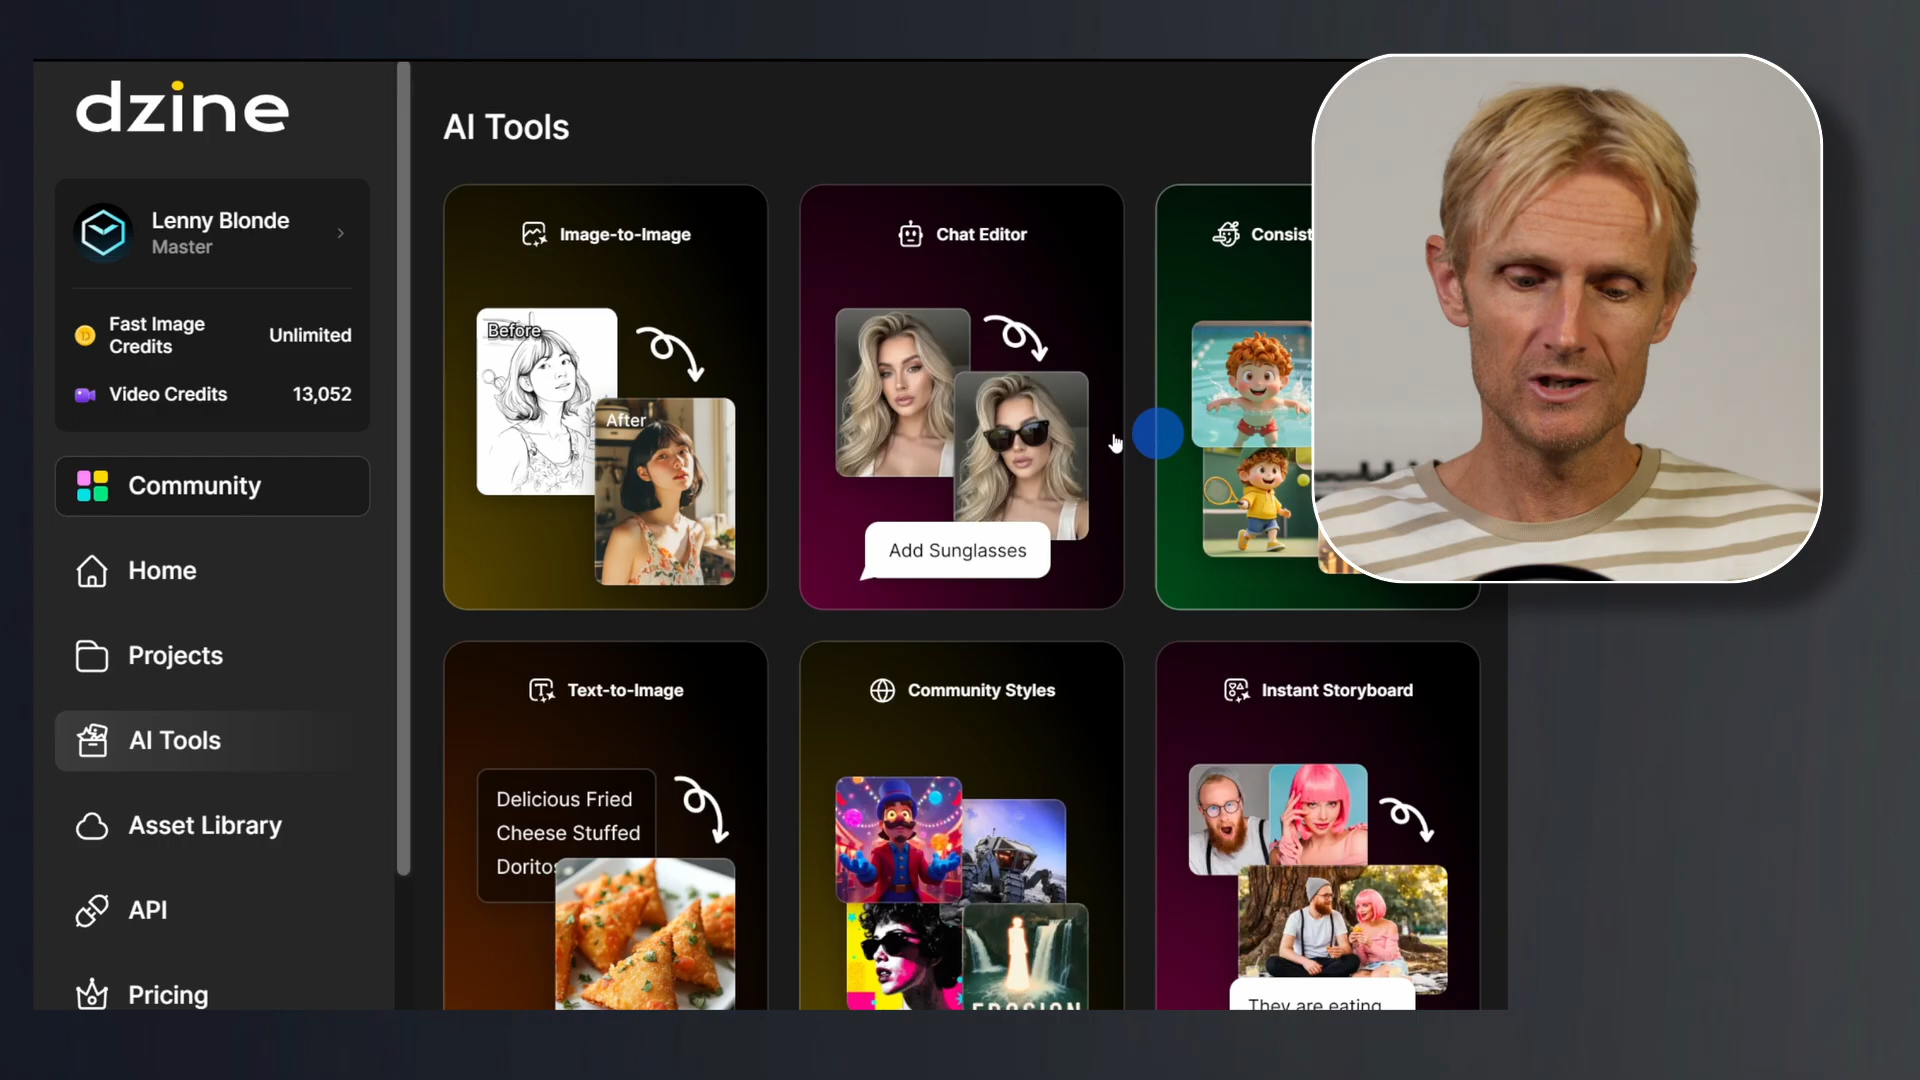 dzine
Lenny Blonde
Master
Fast Image
Credits
Unlimited
Video Credits
13,052
Community
Home
Projects
AI Tools
Asset Library
API
Pricing
AI Tools
Image-to-Image
Before
After
Chat Editor
Add Sunglasses
Text-to-Image
Delicious Fried
Cheese Stuffed
Community Styles
EROSION
Instant Storyboard
They are eating